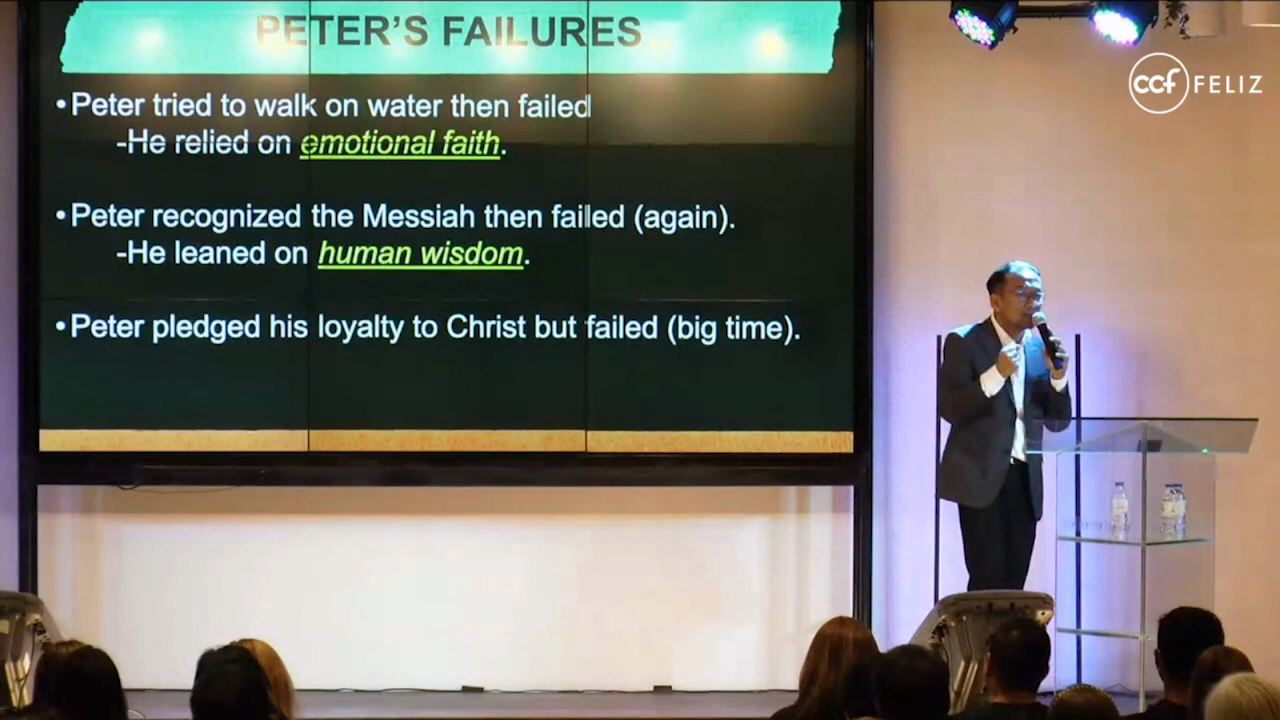 PETER'S FAILURES
ccf FELIZ
•Peter tried to walk on water then failed
-He relied on emotional faith.
•Peter recognized the Messiah then failed (again).
-He leaned on human wisdom.
•Peter pledged his loyalty to Christ but failed (big time).